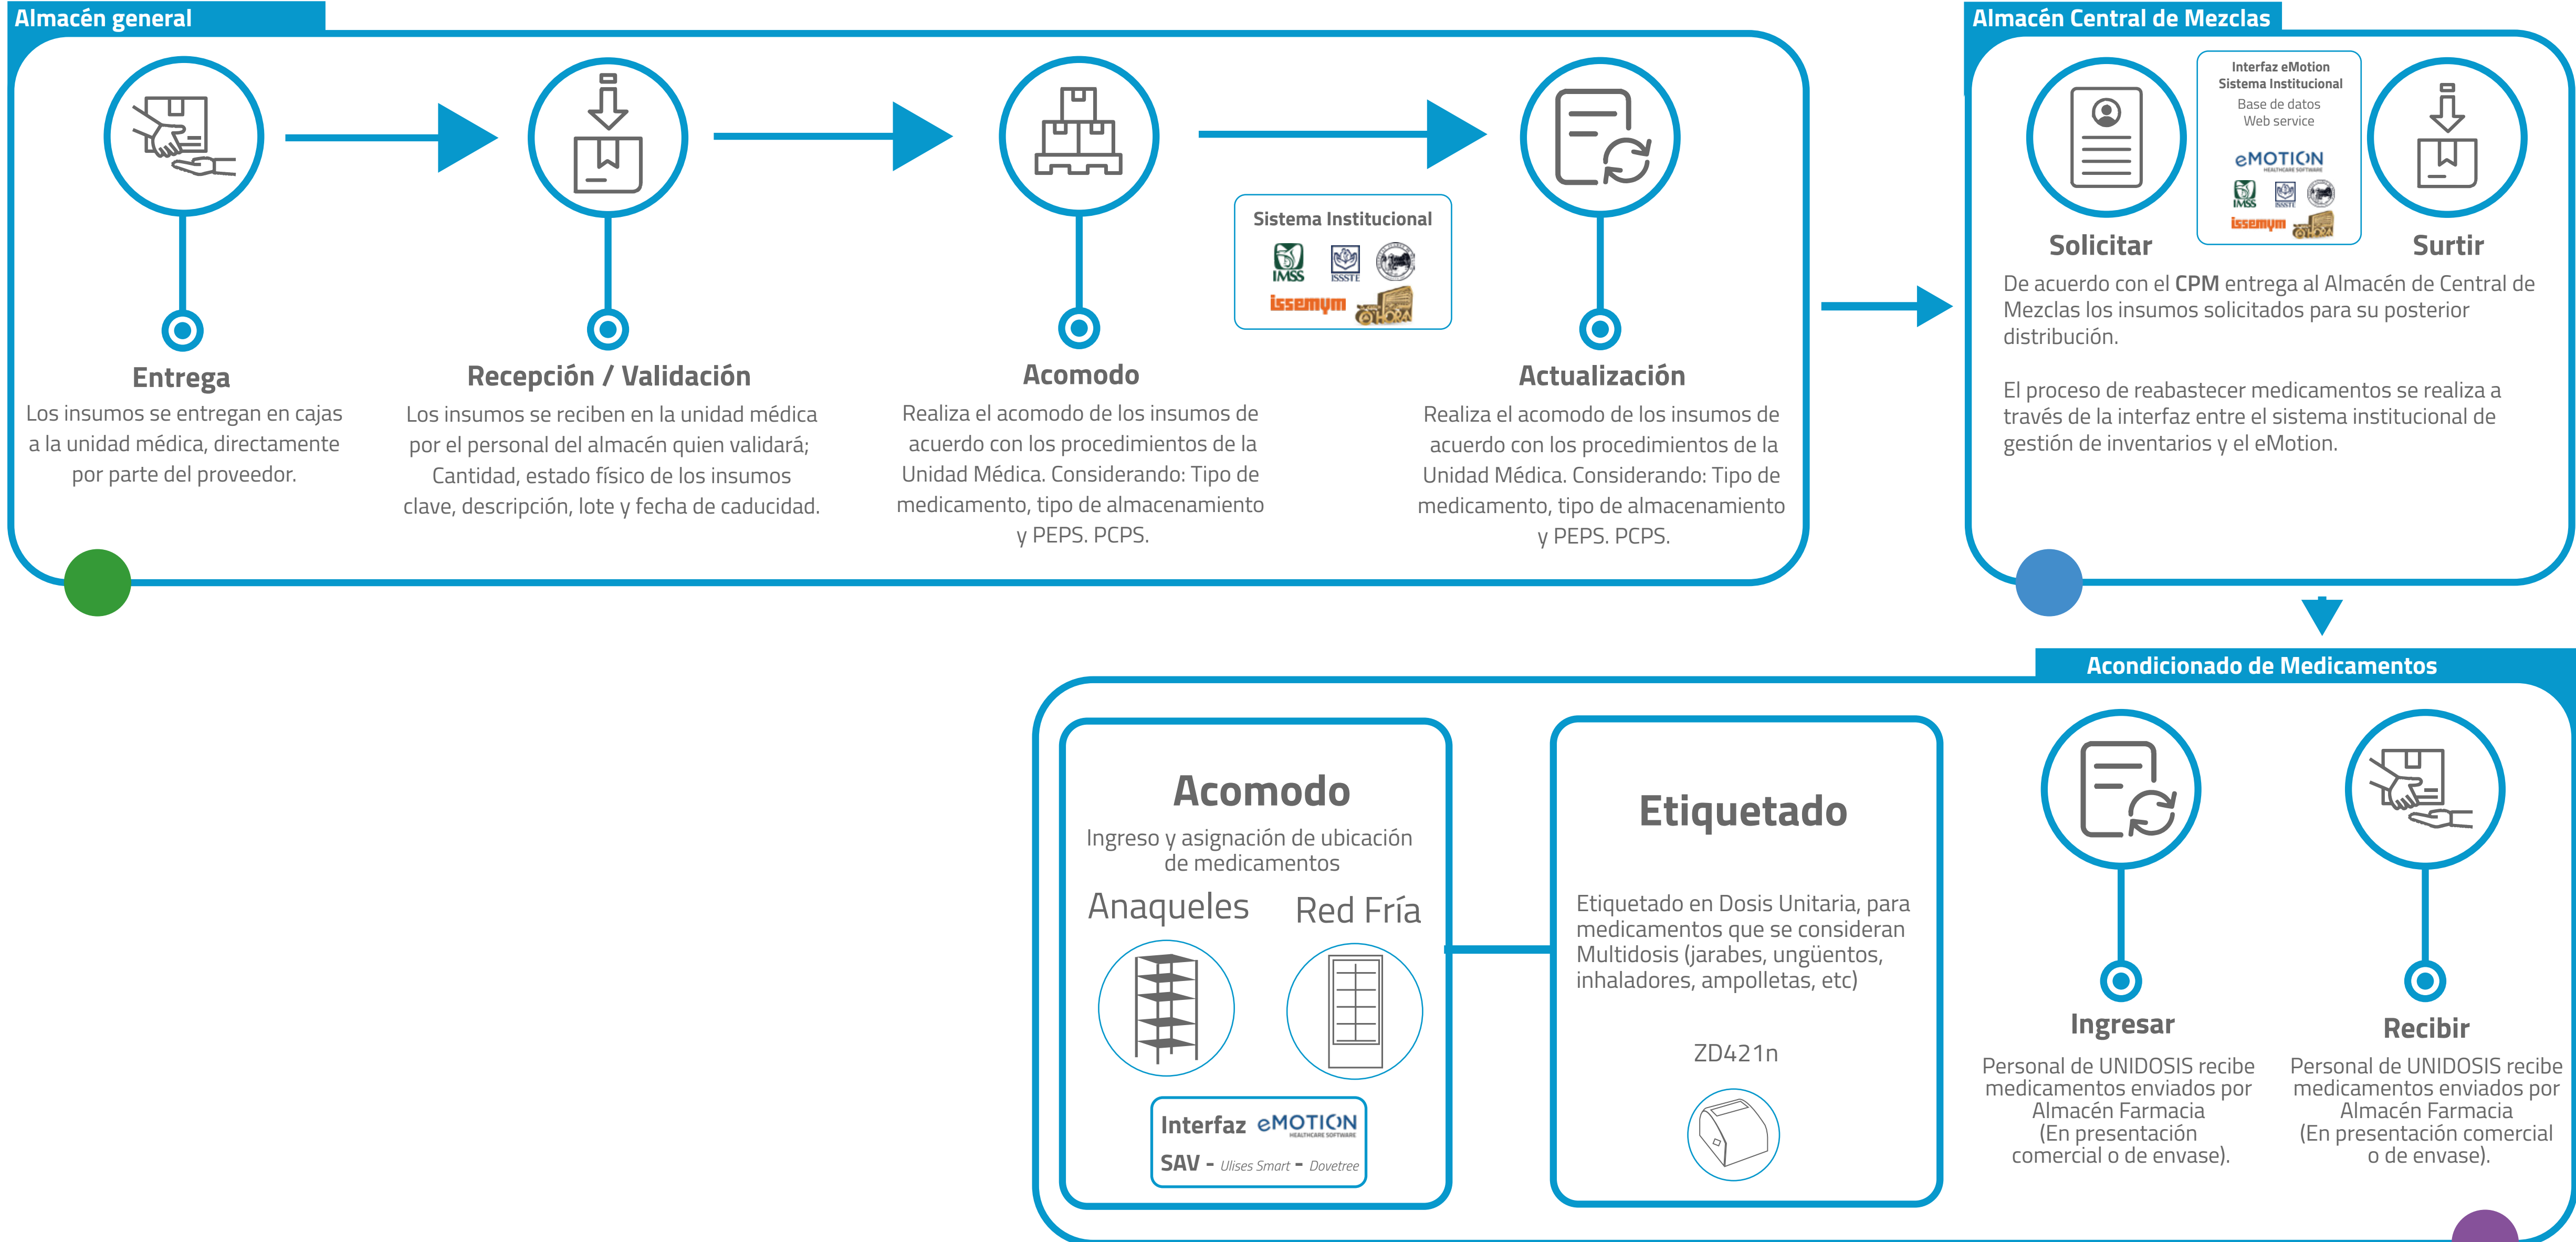 Almacén general
Entrega
Los insumos se entregan en cajas
a la unidad médica, directamente
por parte del proveedor.
Recepción / Validación
Los insumos se reciben en la unidad médica
por el personal del almacén quien validará;
Cantidad, estado físico de los insumos
clave, descripción, lote y fecha de caducidad.
Acomodo
Realiza el acomodo de los insumos de
acuerdo con los procedimientos de la
Unidad Médica. Considerando: Tipo de
medicamento, tipo de almacenamiento
y PEPS. PCPS.
Sistema Institucional
IMSS
ISSSTE
issemym
Actualización
Realiza el acomodo de los insumos de
acuerdo con los procedimientos de la
Unidad Médica. Considerando: Tipo de
medicamento, tipo de almacenamiento
y PEPS. PCPS.
Almacén Central de Mezclas
Solicitar
Interfaz eMotion
Sistema Institucional
Base de datos
Web service
eMOTION
HEALTHCARE SOFTWARE
IMSS
ISSSTE
issemym
Surtir
De acuerdo con el CPM entrega al Almacén de Central de
Mezclas los insumos solicitados para su posterior
distribución.
El proceso de reabastecer medicamentos se realiza a
través de la interfaz entre el sistema institucional de
gestión de inventarios y el eMotion.
Acondicionado de Medicamentos
Acomodo
Ingreso y asignación de ubicación
de medicamentos
Anaqueles
Red Fría
Interfaz eMOTION
HEALTHCARE SOFTWARE
SAV - Ulises Smart - Dovetree
Etiquetado
Etiquetado en Dosis Unitaria, para
medicamentos que se consideran
Multidosis (jarabes, ungüentos,
inhaladores, ampolletas, etc)
ZD421n
Ingresar
Personal de UNIDOSIS recibe
medicamentos enviados por
Almacén Farmacia
(En presentación
comercial o de envase).
Recibir
Personal de UNIDOSIS recibe
medicamentos enviados por
Almacén Farmacia
(En presentación comercial
o de envase).